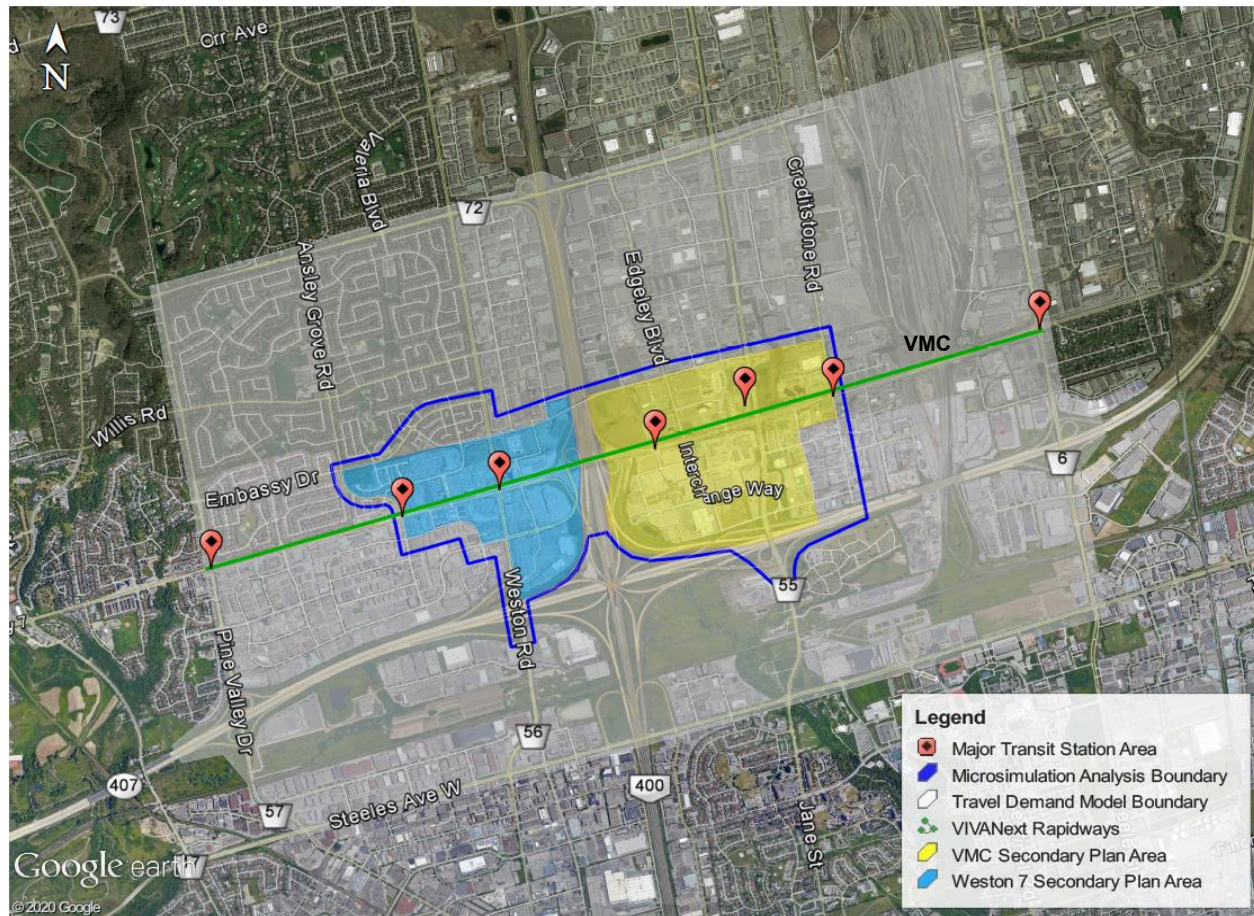 73
Orr Ave
N
Valeria Blvd
72
Creditstone Rd
Ansley Grove Rd
Edgeley Blvd
VMC
Willis Rd
Embassy Dr
Interchange Way
6
55
Weston Rd
Pine Valley Dr
56
407
400
57
Steeles Ave W
Jane St
Legend
Major Transit Station Area
Microsimulation Analysis Boundary
Travel Demand Model Boundary
VIVANext Rapidways
VMC Secondary Plan Area
Weston 7 Secondary Plan Area
Google earth
© 2020 Google